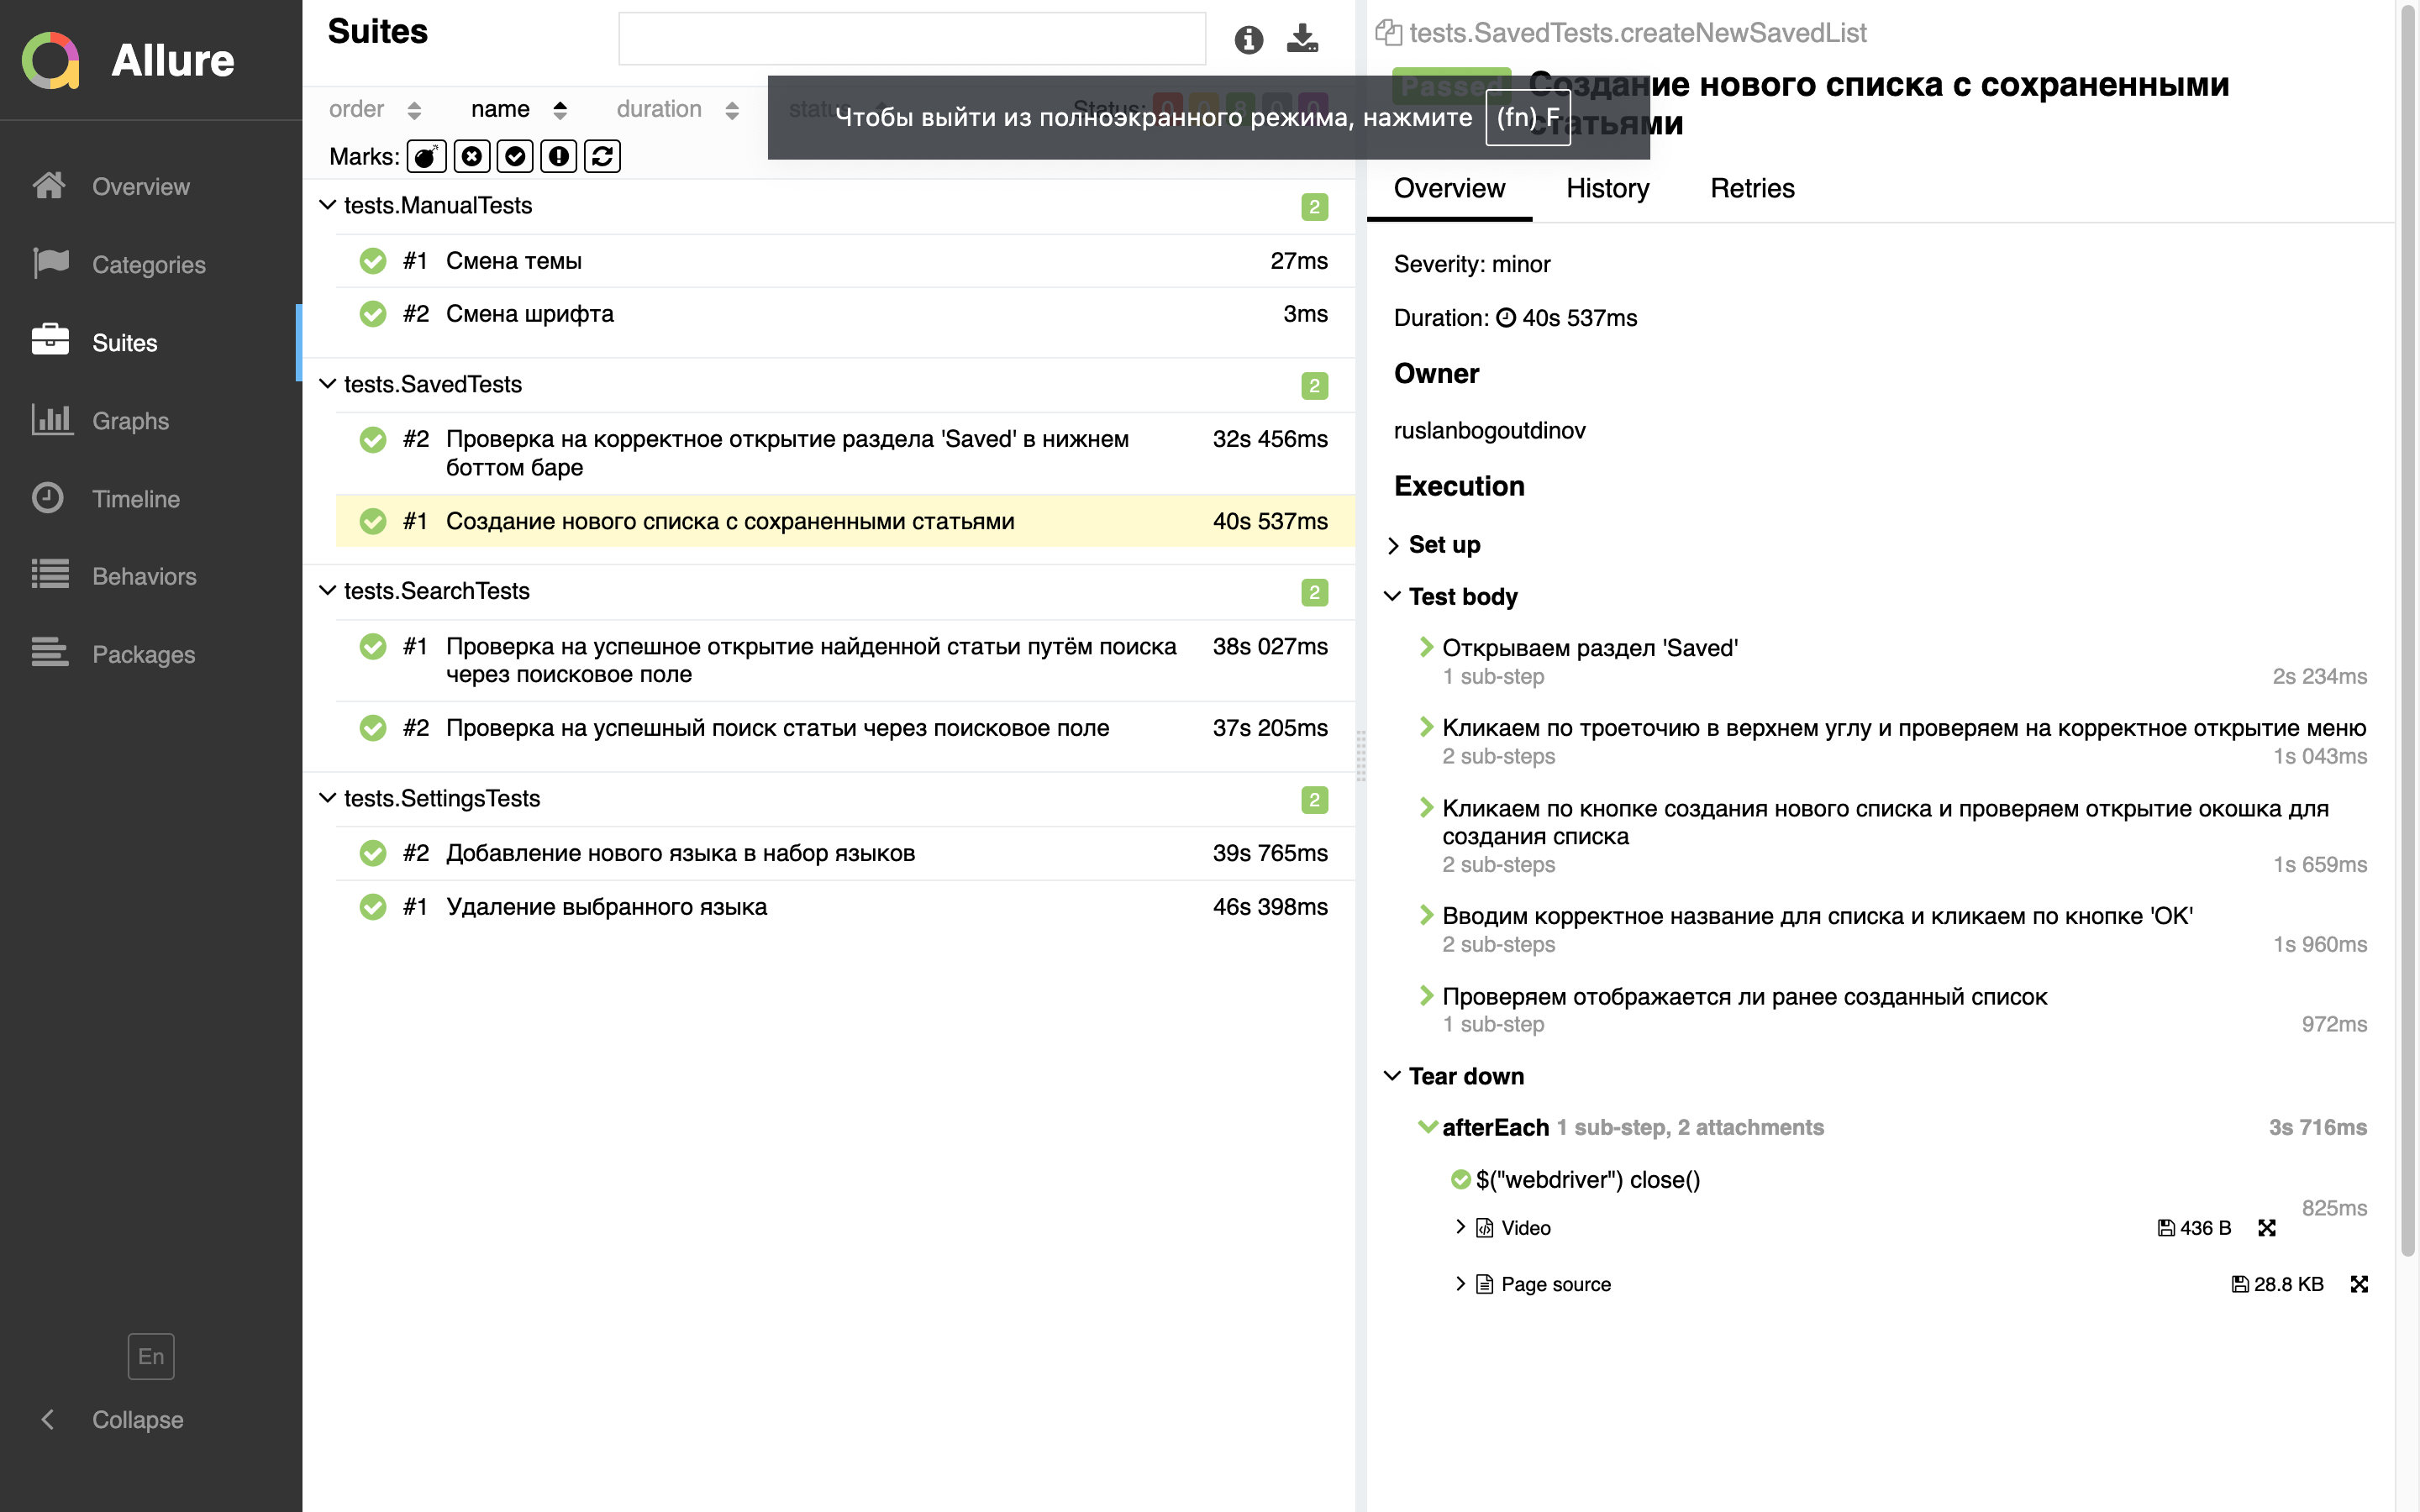 Allure
Overview
Categories
Suites
Graphs
Timeline
Behaviors
Packages
En
Collapse
Suites
order name duration status Status: 0 0 8 0 0
Marks:
Чтобы выйти из полноэкранного режима, нажмите (fn) F
tests.ManualTests 2
#1 Смена темы 27ms
#2 Смена шрифта 3ms
tests.SavedTests 2
#2 Проверка на корректное открытие раздела 'Saved' в нижнем 32s 456ms
боттом баре
#1 Создание нового списка с сохраненными статьями 40s 537ms
tests.SearchTests 2
#1 Проверка на успешное открытие найденной статьи путём поиска 38s 027ms
через поисковое поле
#2 Проверка на успешный поиск статьи через поисковое поле 37s 205ms
tests.SettingsTests 2
#2 Добавление нового языка в набор языков 39s 765ms
#1 Удаление выбранного языка 46s 398ms
tests.SavedTests.createNewSavedList
Passed Создание нового списка с сохраненными
статьями
Overview History Retries
Severity: minor
Duration: 40s 537ms
Owner
ruslanbogoutdinov
Execution
Set up
Test body
Открываем раздел 'Saved'
1 sub-step 2s 234ms
Кликаем по троеточию в верхнем углу и проверяем на корректное открытие меню
2 sub-steps 1s 043ms
Кликаем по кнопке создания нового списка и проверяем открытие окошка для
создания списка
2 sub-steps 1s 659ms
Вводим корректное название для списка и кликаем по кнопке 'OK'
2 sub-steps 1s 960ms
Проверяем отображается ли ранее созданный список
1 sub-step 972ms
Tear down
afterEach 1 sub-step, 2 attachments 3s 716ms
$("webdriver") close()
825ms
Video 436 B
Page source 28.8 KB